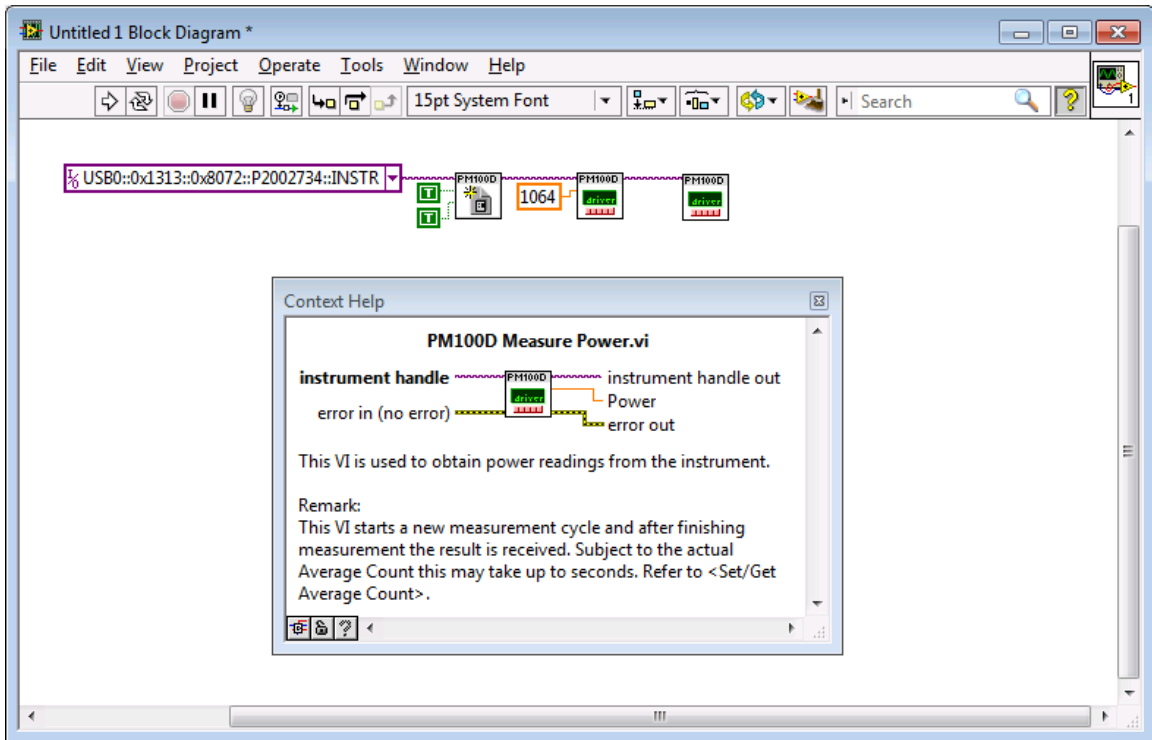 Untitled 1 Block Diagram *
File Edit View Project Operate Tools Window Help
15pt System Font
Search
1
I/O USB0::0x1313::0x8072::P2002734::INSTR
PM100D
PM100D
PM100D
T
T
1064
driver
driver
Context Help
PM100D Measure Power.vi
instrument handle
PM100D
driver
instrument handle out
Power
error in (no error)
error out
This VI is used to obtain power readings from the instrument.
Remark:
This VI starts a new measurement cycle and after finishing
measurement the result is received. Subject to the actual
Average Count this may take up to seconds. Refer to <Set/Get
Average Count>.